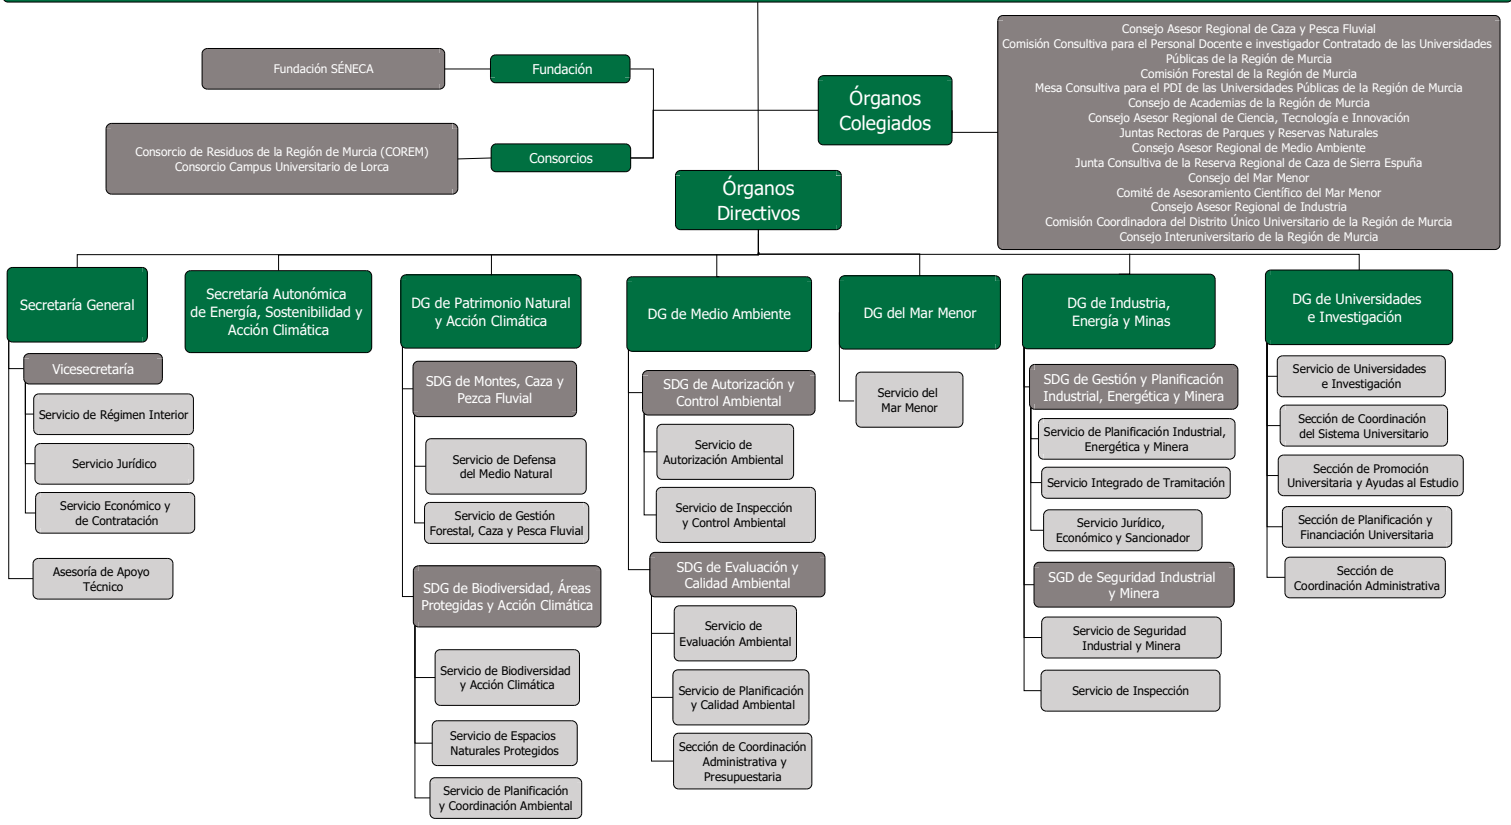 Fundación SÉNECA
Fundación
Consorcio de Residuos de la Región de Murcia (COREM)
Consorcio Campus Universitario de Lorca
Consorcios
Órganos
Colegiados
Consejo Asesor Regional de Caza y Pesca Fluvial
Comisión Consultiva para el Personal Docente e investigador Contratado de las Universidades
Públicas de la Región de Murcia
Comisión Forestal de la Región de Murcia
Mesa Consultiva para el PDI de las Universidades Públicas de la Región de Murcia
Consejo de Academias de la Región de Murcia
Consejo Asesor Regional de Ciencia, Tecnología e Innovación
Juntas Rectoras de Parques y Reservas Naturales
Consejo Asesor Regional de Medio Ambiente
Junta Consultiva de la Reserva Regional de Caza de Sierra Espuña
Consejo del Mar Menor
Comité de Asesoramiento Científico del Mar Menor
Consejo Asesor Regional de Industria
Comisión Coordinadora del Distrito Único Universitario de la Región de Murcia
Consejo Interuniversitario de la Región de Murcia
Órganos
Directivos
Secretaría General
Vicesecretaría
Servicio de Régimen Interior
Servicio Jurídico
Servicio Económico y
de Contratación
Asesoría de Apoyo
Técnico
Secretaría Autonómica
de Energía, Sostenibilidad y
Acción Climática
DG de Patrimonio Natural
y Acción Climática
SDG de Montes, Caza y
Pezca Fluvial
Servicio de Defensa
del Medio Natural
Servicio de Gestión
Forestal, Caza y Pesca Fluvial
SDG de Biodiversidad, Áreas
Protegidas y Acción Climática
Servicio de Biodiversidad
y Acción Climática
Servicio de Espacios
Naturales Protegidos
Servicio de Planificación
y Coordinación Ambiental
DG de Medio Ambiente
SDG de Autorización y
Control Ambiental
Servicio de
Autorización Ambiental
Servicio de Inspección
y Control Ambiental
SDG de Evaluación y
Calidad Ambiental
Servicio de
Evaluación Ambiental
Servicio de Planificación
y Calidad Ambiental
Sección de Coordinación
Administrativa y
Presupuestaria
DG del Mar Menor
Servicio del
Mar Menor
DG de Industria,
Energía y Minas
SDG de Gestión y Planificación
Industrial, Energética y Minera
Servicio de Planificación Industrial,
Energética y Minera
Servicio Integrado de Tramitación
Servicio Jurídico,
Económico y Sancionador
SGD de Seguridad Industrial
y Minera
Servicio de Seguridad
Industrial y Minera
Servicio de Inspección
DG de Universidades
e Investigación
Servicio de Universidades
e Investigación
Sección de Coordinación
del Sistema Universitario
Sección de Promoción
Universitaria y Ayudas al Estudio
Sección de Planificación y
Financiación Universitaria
Sección de
Coordinación Administrativa